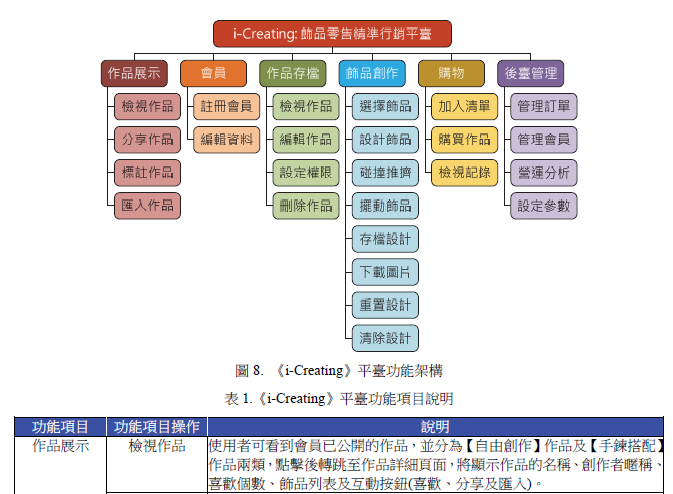 i-Creating: 飾品零售精準行銷平臺
作品展示
會員
作品存檔
飾品創作
購物
後臺管理
檢視作品
註冊會員
檢視作品
選擇飾品
加入清單
管理訂單
分享作品
編輯資料
編輯作品
設計飾品
購買作品
管理會員
標註作品
設定權限
碰撞推擠
檢視記錄
營運分析
匯入作品
刪除作品
擺動飾品
設定參數
存檔設計
下載圖片
重置設計
清除設計
圖 8. 《i-Creating》平臺功能架構
表 1.《i-Creating》平臺功能項目說明
功能項目 功能項目操作 說明
作品展示 檢視作品 使用者可看到會員已公開的作品，並分為【自由創作】作品及【手鍊搭配】
作品兩類，點擊後轉跳至作品詳細頁面，將顯示作品的名稱、創作者暱稱、
喜歡個數、飾品列表及互動按鈕(喜歡、分享及匯入)。